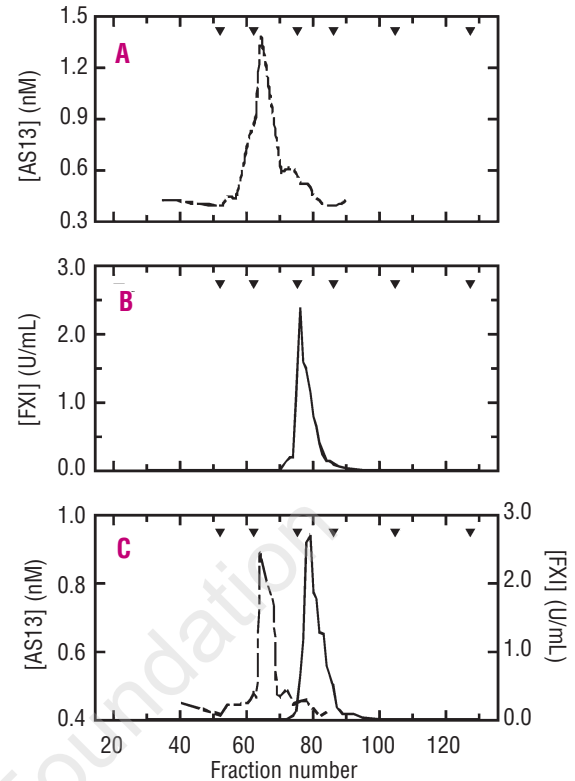 1.5
1.2
0.9
0.6
0.3
[AS13] (nM)
A
3.0
2.0
1.0
0.0
[FXI] (U/mL)
B
1.0
0.8
0.6
0.4
[AS13] (nM)
C
3.0
2.0
1.0
0.0
[FXI] (U/mL)
20 40 60 80 100 120
Fraction number
Foundation